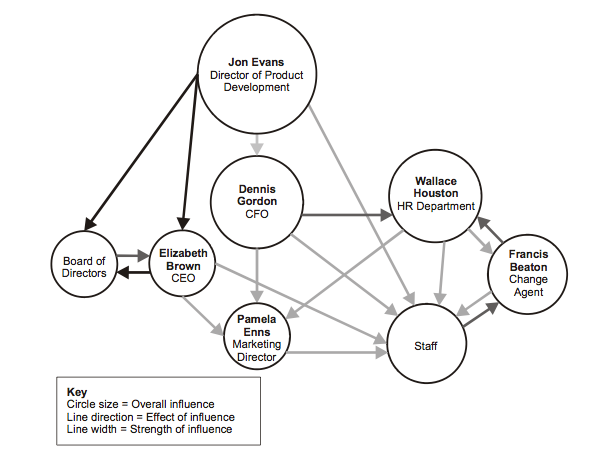 Jon Evans
Director of Product
Development
Dennis
Gordon
CFO
Wallace
Houston
HR Department
Board of
Directors
Elizabeth
Brown
CEO
Francis
Beaton
Change
Agent
Pamela
Enns
Marketing
Director
Staff
Key
Circle size = Overall influence
Line direction = Effect of influence
Line width = Strength of influence